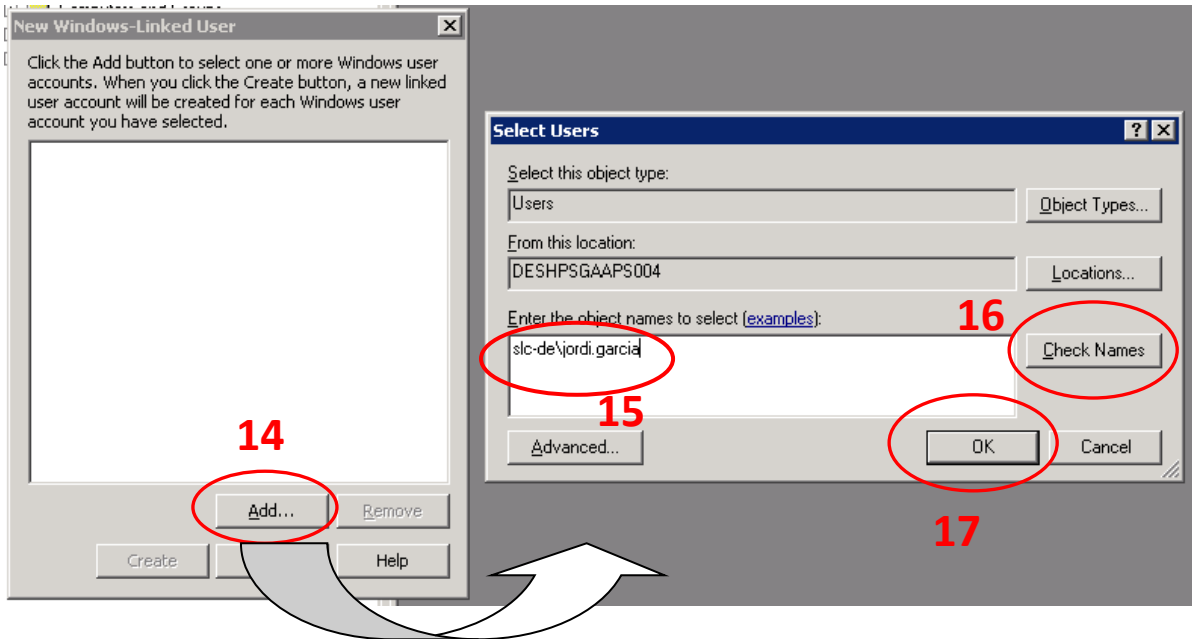 New Windows-Linked User
Click the Add button to select one or more Windows user
accounts. When you click the Create button, a new linked
user account will be created for each Windows user
account you have selected.
14
Add...
Remove
Create
Help
Select Users
Select this object type:
Users
Object Types...
From this location:
DESHPSGAAPS004
Locations...
Enter the object names to select (examples):
16
slc-de\jordi.garcia
Check Names
15
Advanced...
OK
Cancel
17